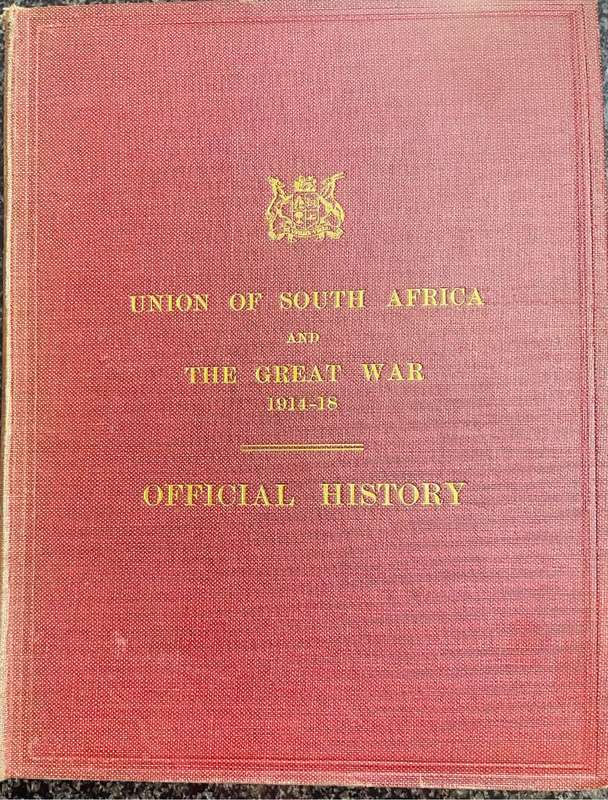 UNION OF SOUTH AFRICA
AND
THE GREAT WAR
1914-18
OFFICIAL HISTORY